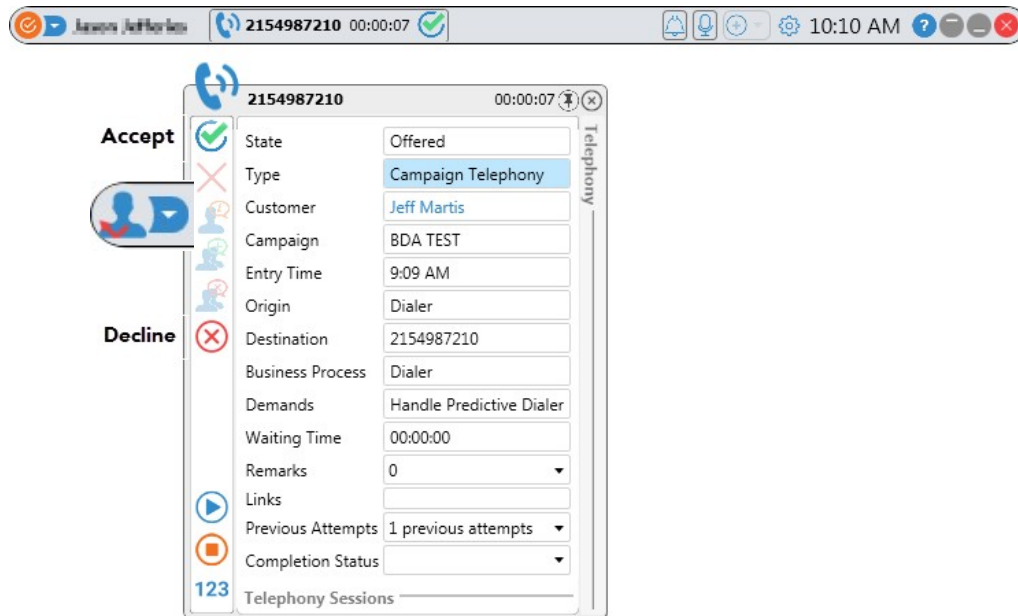 2154987210 00:00:07 10:10 AM ?
2154987210 00:00:07
Telephony
Accept
State Offered
Type Campaign Telephony
Customer Jeff Martis
Campaign BDA TEST
Entry Time 9:09 AM
Origin Dialer
Decline
Destination 2154987210
Business Process Dialer
Demands Handle Predictive Dialer
Waiting Time 00:00:00
Remarks 0
Links
Previous Attempts 1 previous attempts
Completion Status
123
Telephony Sessions